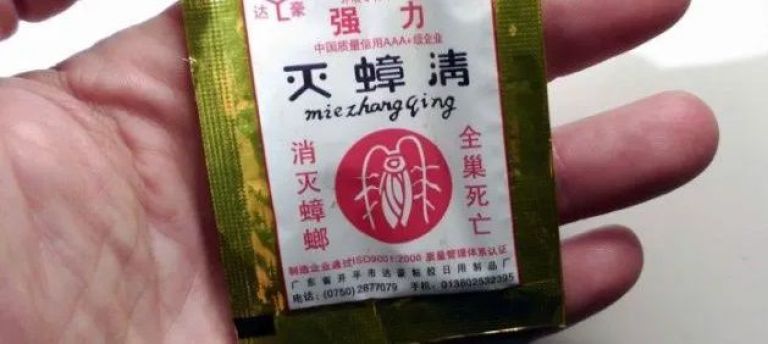 达豪
强力
中国质量信用AAA+级企业
灭蟑清
miezhangqing
消灭蟑螂
全巢死亡
制造企业通过ISO9001:2000质量管理体系认证
广东省开平市达豪粘胶日用制品厂
电话:(0750)2877079 手机:013602532395